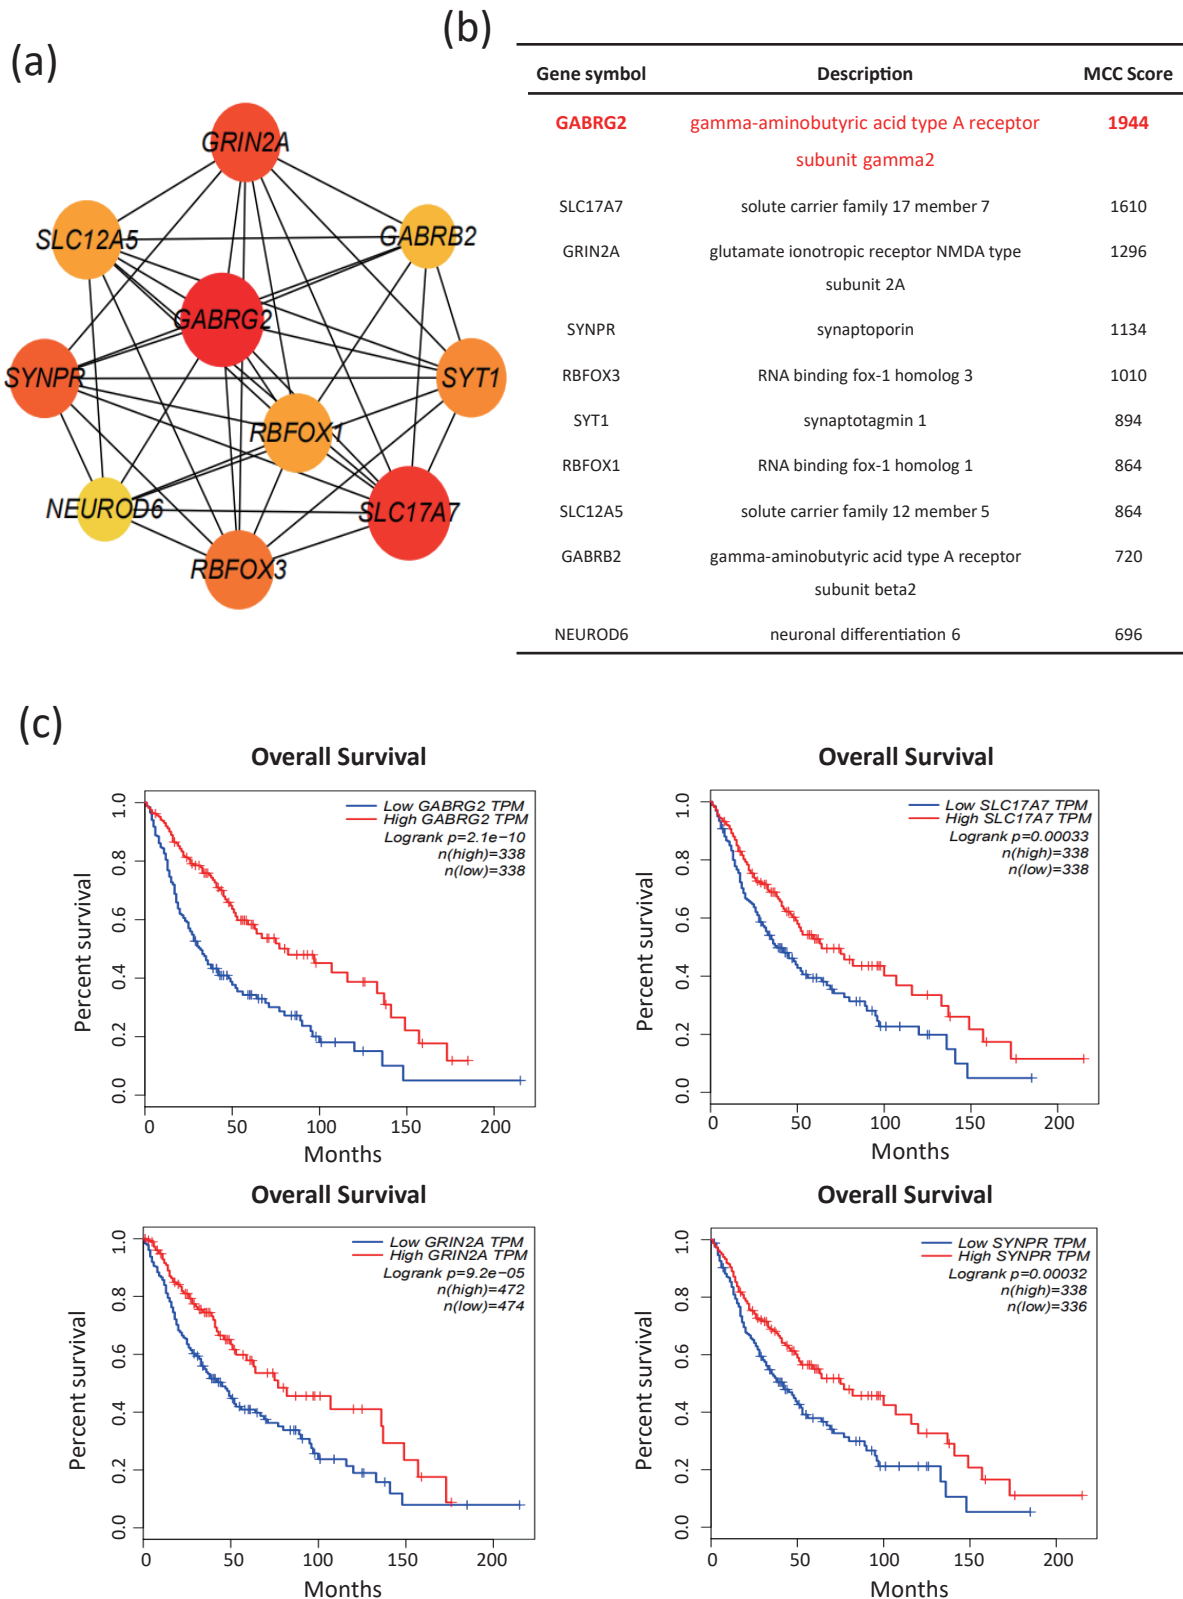 (a)
GRIN2A
SLC12A5
GABRB2
GABRG2
SYNPR
SYT1
RBFOX1
NEUROD6
SLC17A7
RBFOX3
(b)
Gene symbol Description MCC Score
GABRG2 gamma-aminobutyric acid type A receptor 1944
subunit gamma2
SLC17A7 solute carrier family 17 member 7 1610
GRIN2A glutamate ionotropic receptor NMDA type 1296
subunit 2A
SYNPR synaptoporin 1134
RBFOX3 RNA binding fox-1 homolog 3 1010
SYT1 synaptotagmin 1 894
RBFOX1 RNA binding fox-1 homolog 1 864
SLC12A5 solute carrier family 12 member 5 864
GABRB2 gamma-aminobutyric acid type A receptor 720
subunit beta2
NEUROD6 neuronal differentiation 6 696
(c)
Overall Survival
Low GABRG2 TPM
High GABRG2 TPM
Logrank p=2.1e−10
n(high)=338
n(low)=338
Percent survival
1.0
0.8
0.6
0.4
0.2
0.0
0 50 100 150 200
Months
Overall Survival
Low SLC17A7 TPM
High SLC17A7 TPM
Logrank p=0.00033
n(high)=338
n(low)=338
Percent survival
1.0
0.8
0.6
0.4
0.2
0.0
0 50 100 150 200
Months
Overall Survival
Low GRIN2A TPM
High GRIN2A TPM
Logrank p=9.2e−05
n(high)=472
n(low)=474
Percent survival
1.0
0.8
0.6
0.4
0.2
0.0
0 50 100 150 200
Months
Overall Survival
Low SYNPR TPM
High SYNPR TPM
Logrank p=0.00032
n(high)=338
n(low)=336
Percent survival
1.0
0.8
0.6
0.4
0.2
0.0
0 50 100 150 200
Months